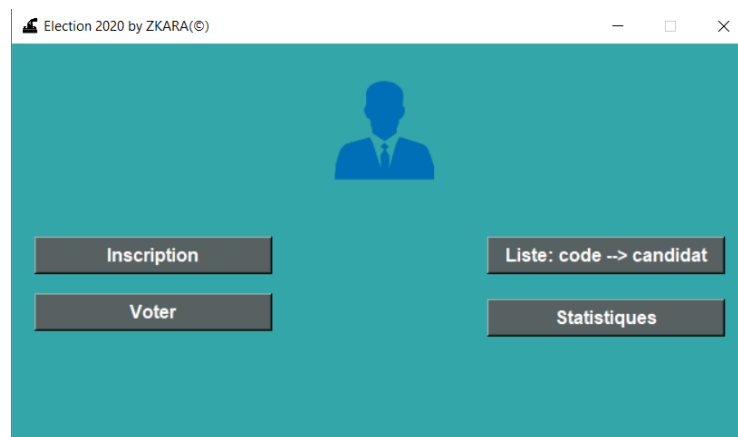 Election 2020 by ZKARA(©)
Inscription
Liste: code --> candidat
Voter
Statistiques